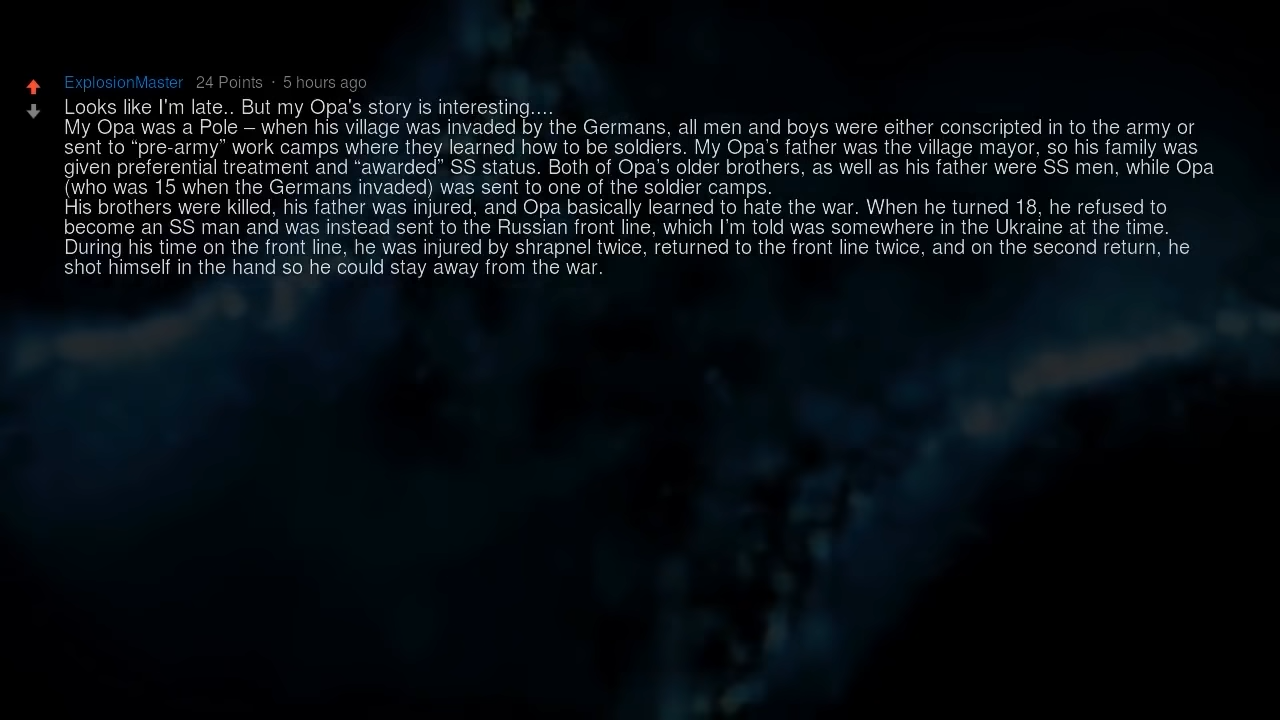 ExplosionMaster 24 Points · 5 hours ago
Looks like I'm late.. But my Opa's story is interesting....
My Opa was a Pole – when his village was invaded by the Germans, all men and boys were either conscripted in to the army or
sent to “pre-army” work camps where they learned how to be soldiers. My Opa’s father was the village mayor, so his family was
given preferential treatment and “awarded” SS status. Both of Opa’s older brothers, as well as his father were SS men, while Opa
(who was 15 when the Germans invaded) was sent to one of the soldier camps.
His brothers were killed, his father was injured, and Opa basically learned to hate the war. When he turned 18, he refused to
become an SS man and was instead sent to the Russian front line, which I’m told was somewhere in the Ukraine at the time.
During his time on the front line, he was injured by shrapnel twice, returned to the front line twice, and on the second return, he
shot himself in the hand so he could stay away from the war.